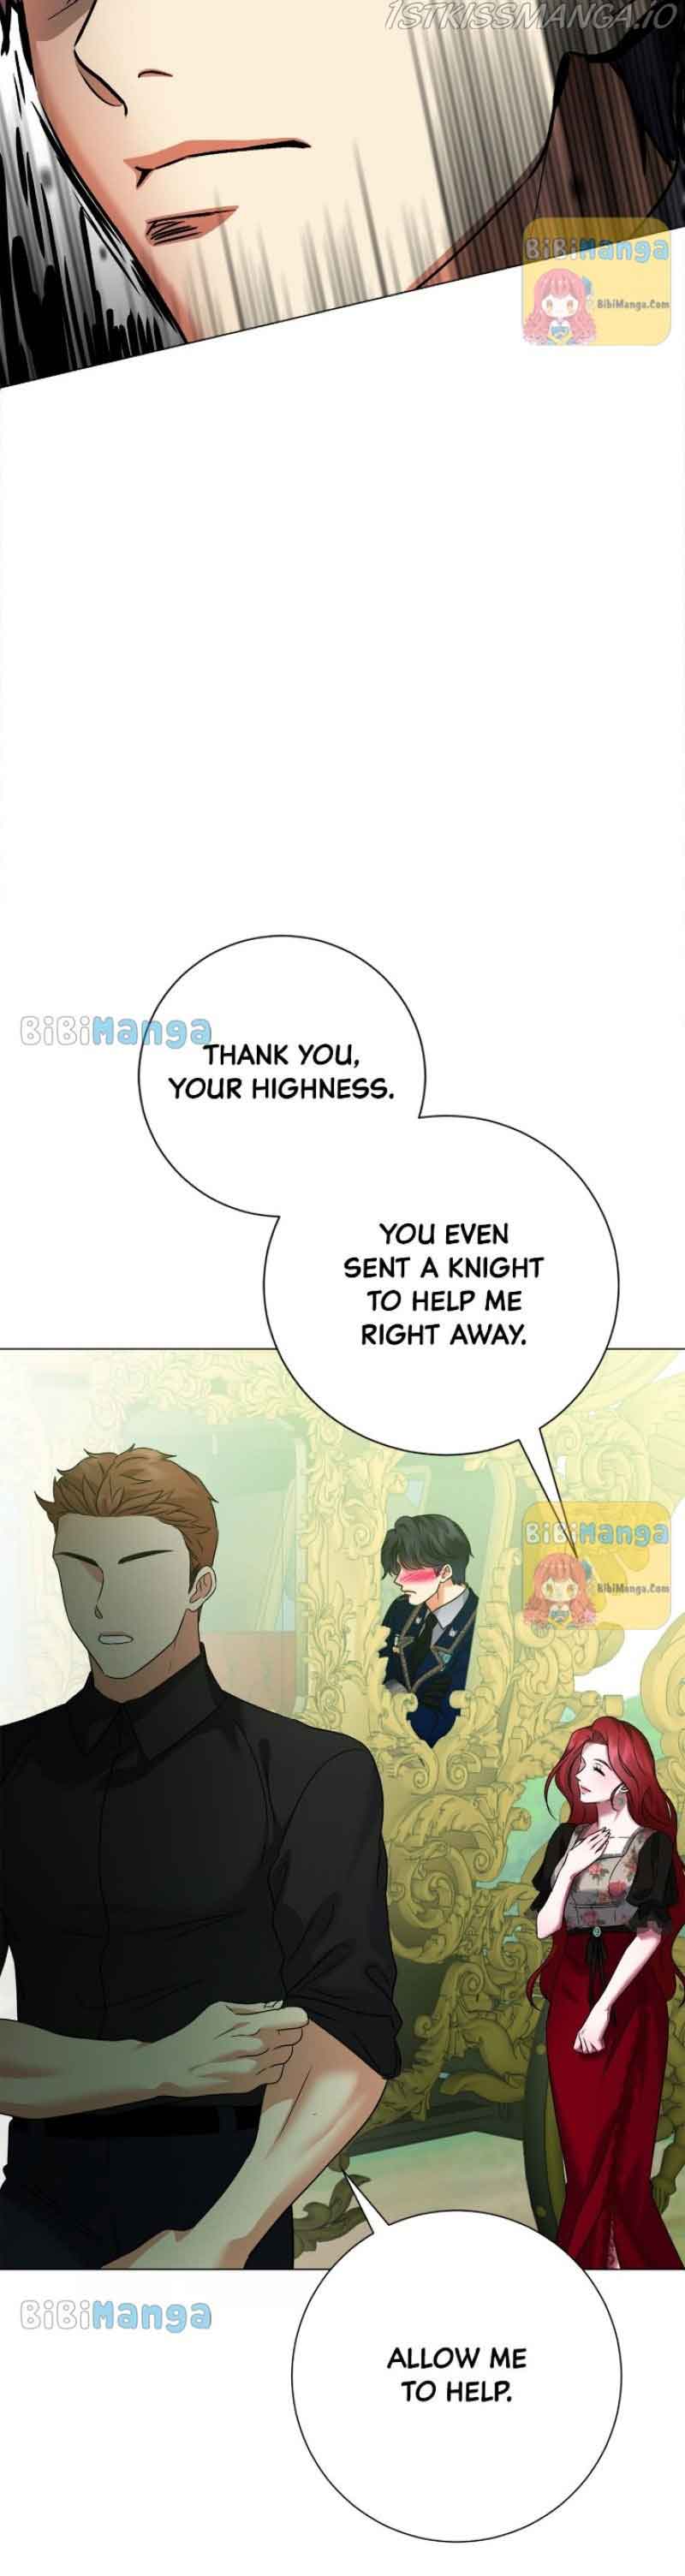 1STKISSMANGA.IO
BiBiManga
BibiManga.Com
BiBiManga
THANK YOU,
YOUR HIGHNESS.
YOU EVEN
SENT A KNIGHT
TO HELP ME
RIGHT AWAY.
BiBiManga
BibiManga.Com
BiBiManga
ALLOW ME
TO HELP.